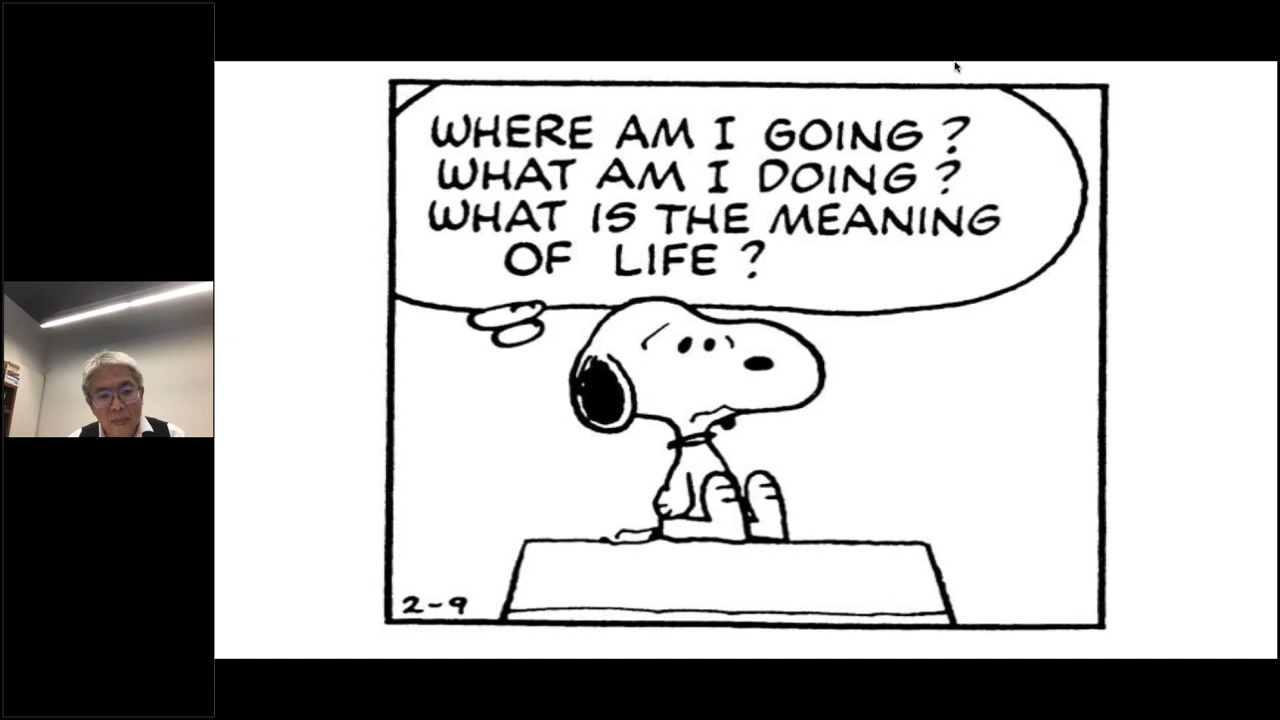 WHERE AM I GOING ?
WHAT AM I DOING ?
WHAT IS THE MEANING
OF LIFE ?
2-9